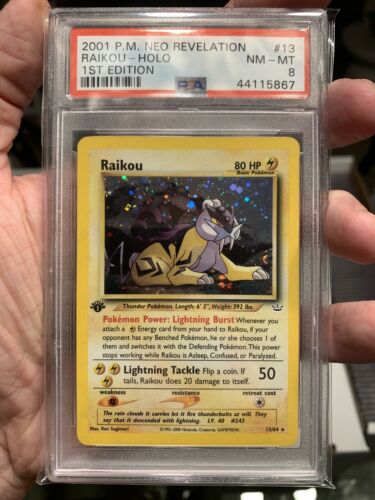 2001 P.M. NEO REVELATION #13
RAIKOU - HOLO NM - MT
1ST EDITION 8
PSA 44115867
Raikou 80 HP
Basic Pokémon
Thunder Pokémon. Length: 6' 3", Weight: 392 lbs.
Pokémon Power: Lightning Burst Whenever you
attach a Energy card from your hand to Raikou, if your
opponent has any Benched Pokémon, he or she chooses 1 of
them and switches it with the Defending Pokémon. This power
stops working while Raikou is Asleep, Confused, or Paralyzed.
Lightning Tackle Flip a coin. If 50
tails, Raikou does 20 damage to itself.
weakness resistance retreat cost
The rain clouds it carries let it fire thunderbolts at will. They
say that it descended with lightning. LV. 40 #243
Illus. Ken Sugimori ©1995-2000 Nintendo, Creatures, GAMEFREAK. 13/64